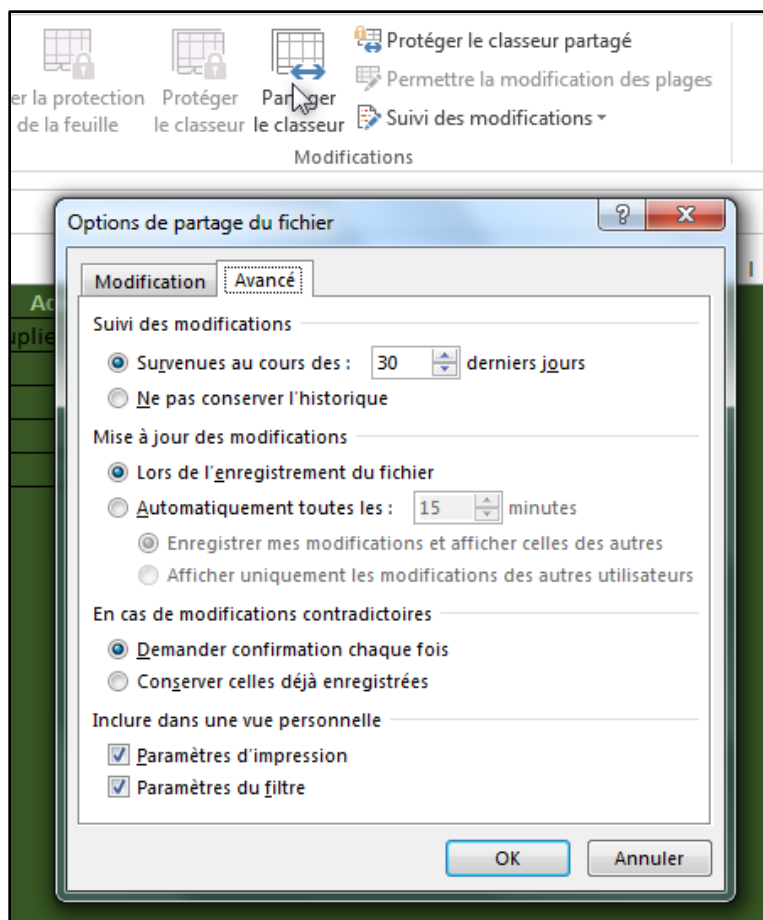 Protéger le classeur partagé
er la protection Protéger Partager Permettre la modification des plages
de la feuille le classeur le classeur Suivi des modifications
Modifications
Options de partage du fichier
I
Modification Avancé
Ad
uplie
Suivi des modifications
Survenues au cours des : 30 derniers jours
Ne pas conserver l'historique
Mise à jour des modifications
Lors de l'enregistrement du fichier
Automatiquement toutes les : 15 minutes
Enregistrer mes modifications et afficher celles des autres
Afficher uniquement les modifications des autres utilisateurs
En cas de modifications contradictoires
Demander confirmation chaque fois
Conserver celles déjà enregistrées
Inclure dans une vue personnelle
Paramètres d'impression
Paramètres du filtre
OK Annuler